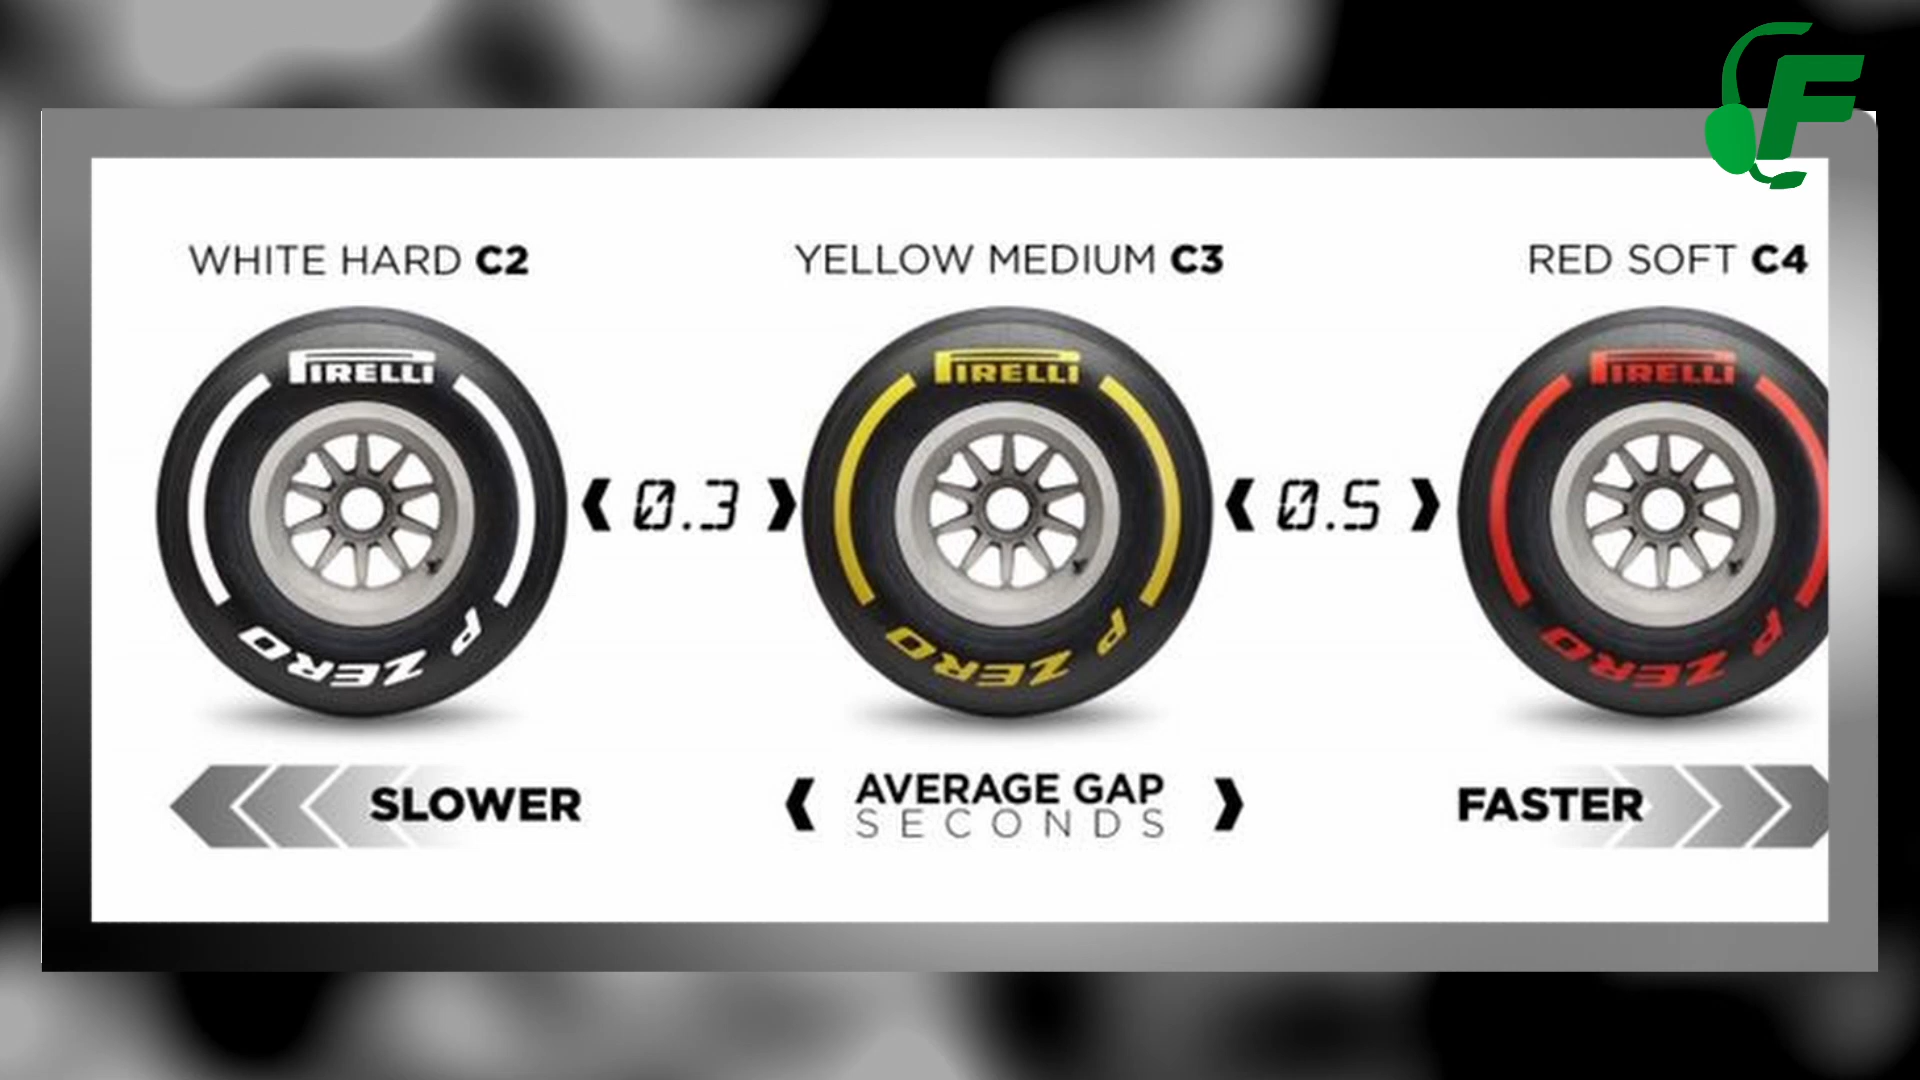 WHITE HARD C2
YELLOW MEDIUM C3
RED SOFT C4
PIRELLI
PIRELLI
PIRELLI
0.3
0.5
P ZERO
P ZERO
P ZERO
SLOWER
AVERAGE GAP
SECONDS
FASTER
F